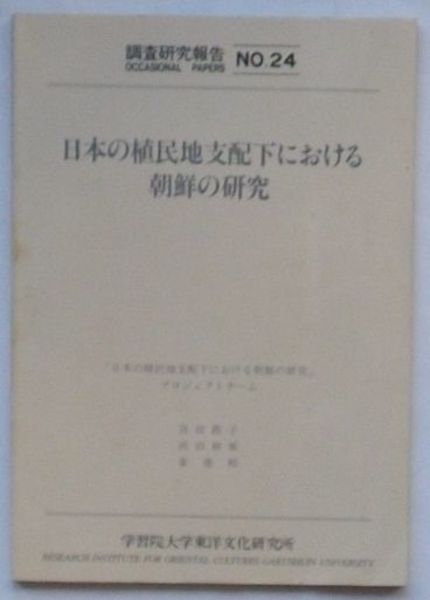 調査研究報告
OCCASIONAL PAPERS NO.24
日本の植民地支配下における
朝鮮の研究
「日本の植民地支配下における朝鮮の研究」
プロジェクトチーム
学習院大学東洋文化研究所
RESEARCH INSTITUTE FOR ORIENTAL CULTURES GAKUSHUIN UNIVERSITY